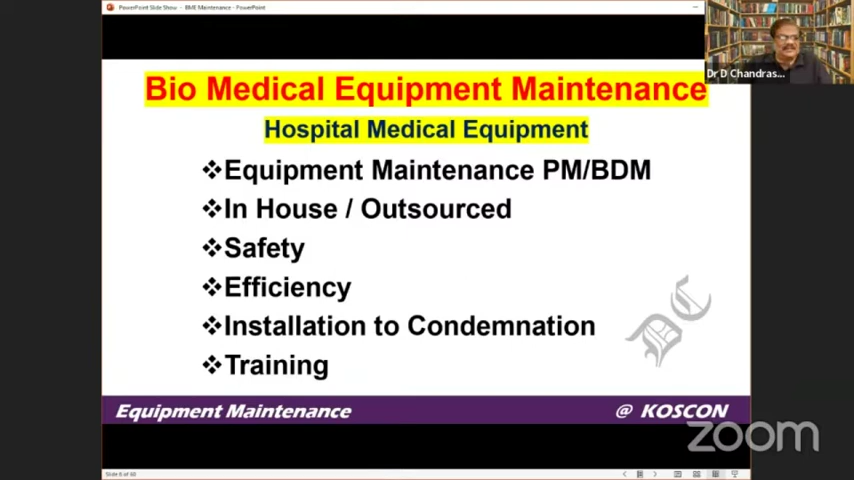 PowerPoint Slide Show - BME Maintenance - PowerPoint
Dr D Chandras...
Bio Medical Equipment Maintenance
Hospital Medical Equipment
❖Equipment Maintenance PM/BDM
❖In House / Outsourced
❖Safety
❖Efficiency
❖Installation to Condemnation
❖Training
DC
Equipment Maintenance
@ KOSCON
zoom